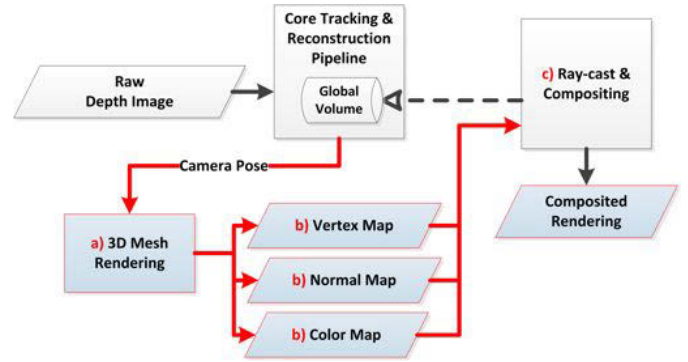 Core Tracking &
Reconstruction
Pipeline
Global
Volume
Raw
Depth Image
c) Ray-cast &
Compositing
Camera Pose
Composited
Rendering
a) 3D Mesh
Rendering
b) Vertex Map
b) Normal Map
b) Color Map